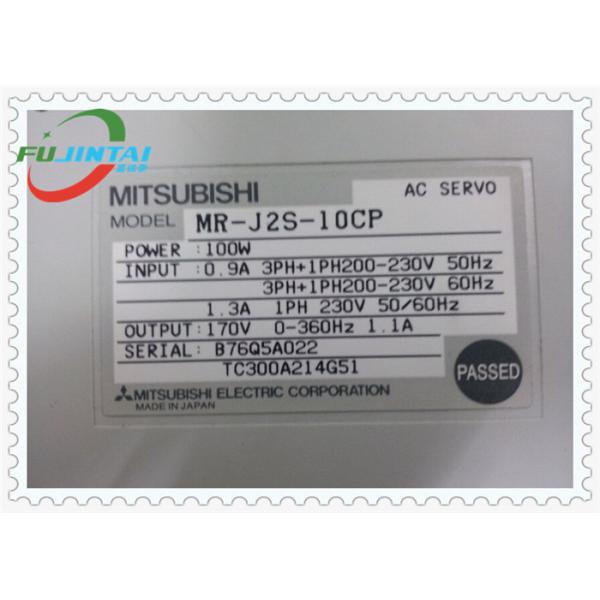 FUJINTAI
MITSUBISHI AC SERVO
MODEL MR-J2S-10CP
POWER :100W
INPUT :0.9A 3PH+1PH200-230V 50Hz
3PH+1PH200-230V 60Hz
1.3A 1PH 230V 50/60Hz
OUTPUT:170V 0-360Hz 1.1A
SERIAL: B76Q5A022
TC300A214G51
PASSED
MITSUBISHI ELECTRIC CORPORATION
MADE IN JAPAN